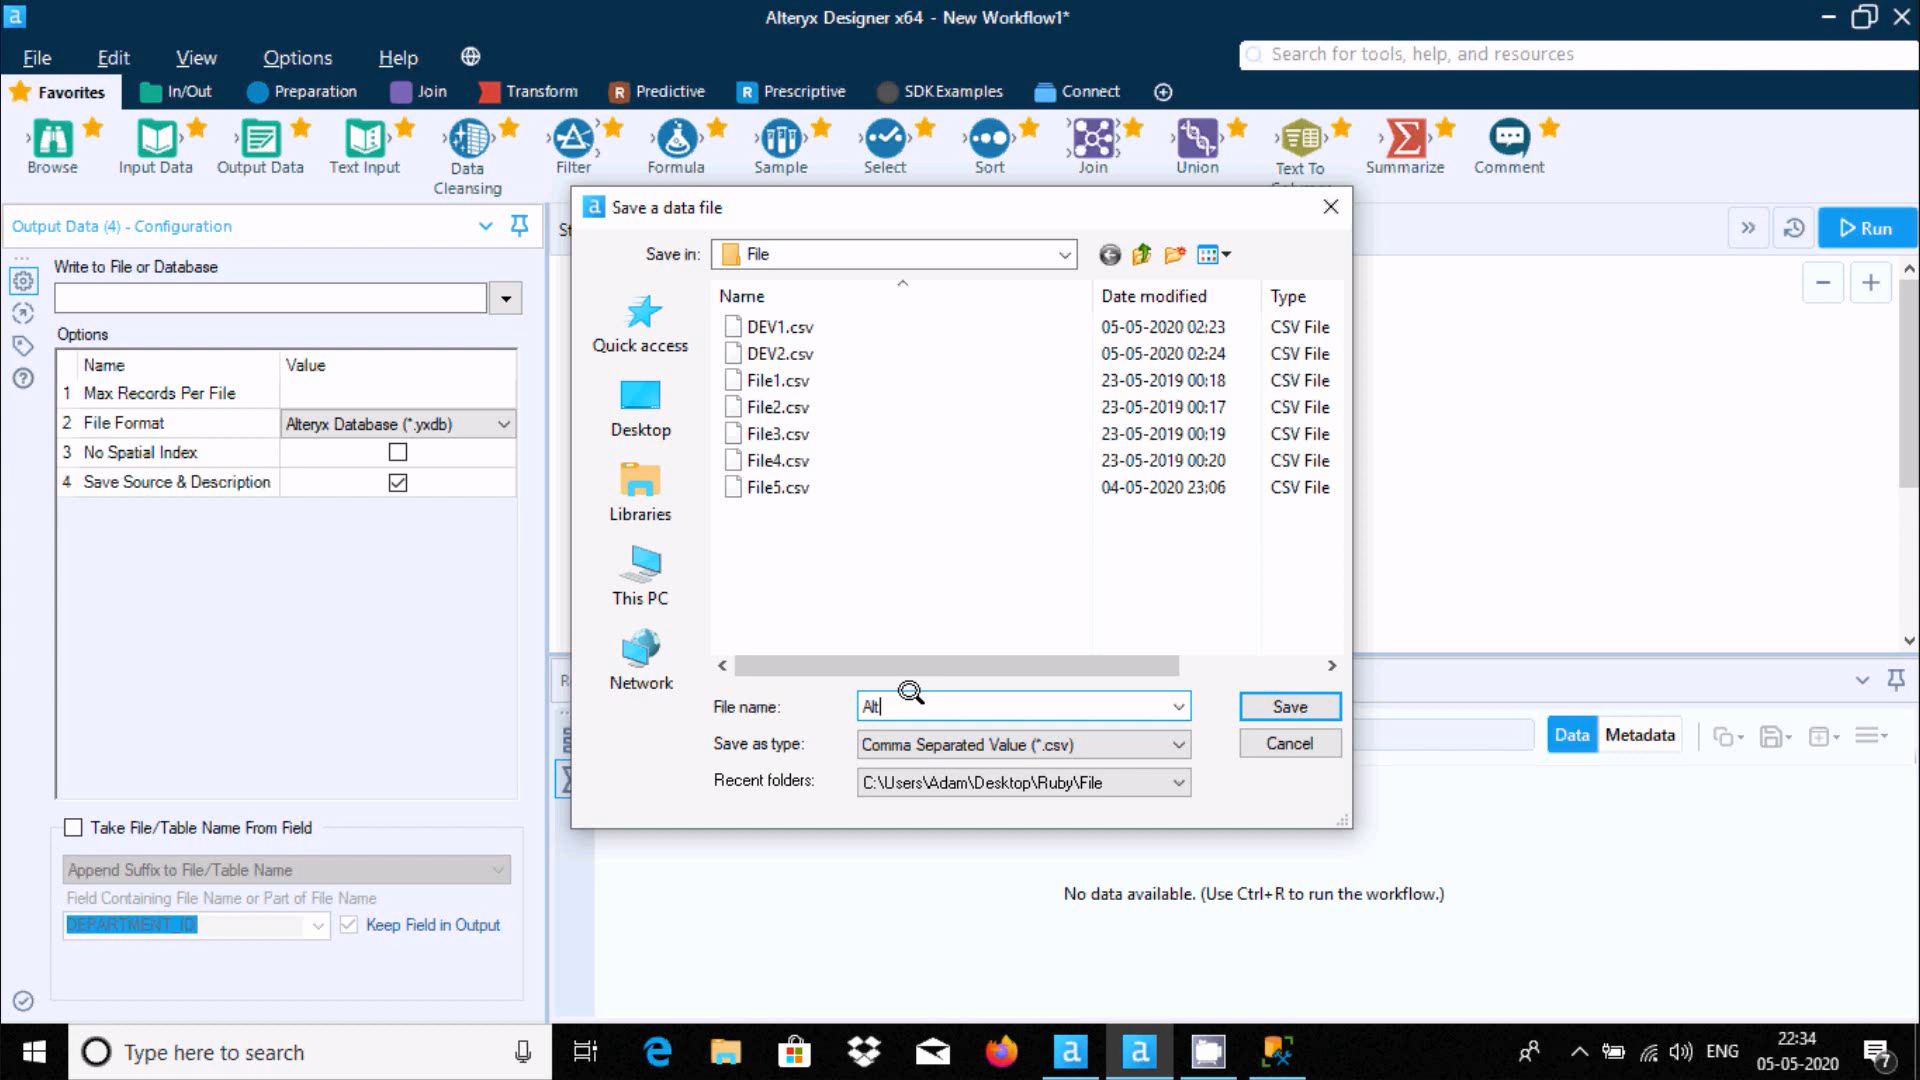 Alteryx Designer x64 - New Workflow1*
File Edit View Options Help
Search for tools, help, and resources
Favorites In/Out Preparation Join Transform Predictive Prescriptive SDK Examples Connect
Browse Input Data Output Data Text Input Data Cleansing Filter Formula Sample Select Sort Join Union Text To Summarize Comment
Output Data (4) - Configuration
Run
Write to File or Database
Options
Name Value
1 Max Records Per File
2 File Format Alteryx Database (*.yxdb)
3 No Spatial Index
4 Save Source & Description
Take File/Table Name From Field
Append Suffix to File/Table Name
Field Containing File Name or Part of File Name
DEPARTMENT_ID Keep Field in Output
Save a data file
Save in: File
Quick access
Desktop
Libraries
This PC
Network
Name Date modified Type
DEV1.csv 05-05-2020 02:23 CSV File
DEV2.csv 05-05-2020 02:24 CSV File
File1.csv 23-05-2019 00:18 CSV File
File2.csv 23-05-2019 00:17 CSV File
File3.csv 23-05-2019 00:19 CSV File
File4.csv 23-05-2019 00:20 CSV File
File5.csv 04-05-2020 23:06 CSV File
File name: Alt Save
Save as type: Comma Separated Value (*.csv) Cancel
Recent folders: C:\Users\Adam\Desktop\Ruby\File
Data Metadata
No data available. (Use Ctrl+R to run the workflow.)
Type here to search
ENG
22:34
05-05-2020
7